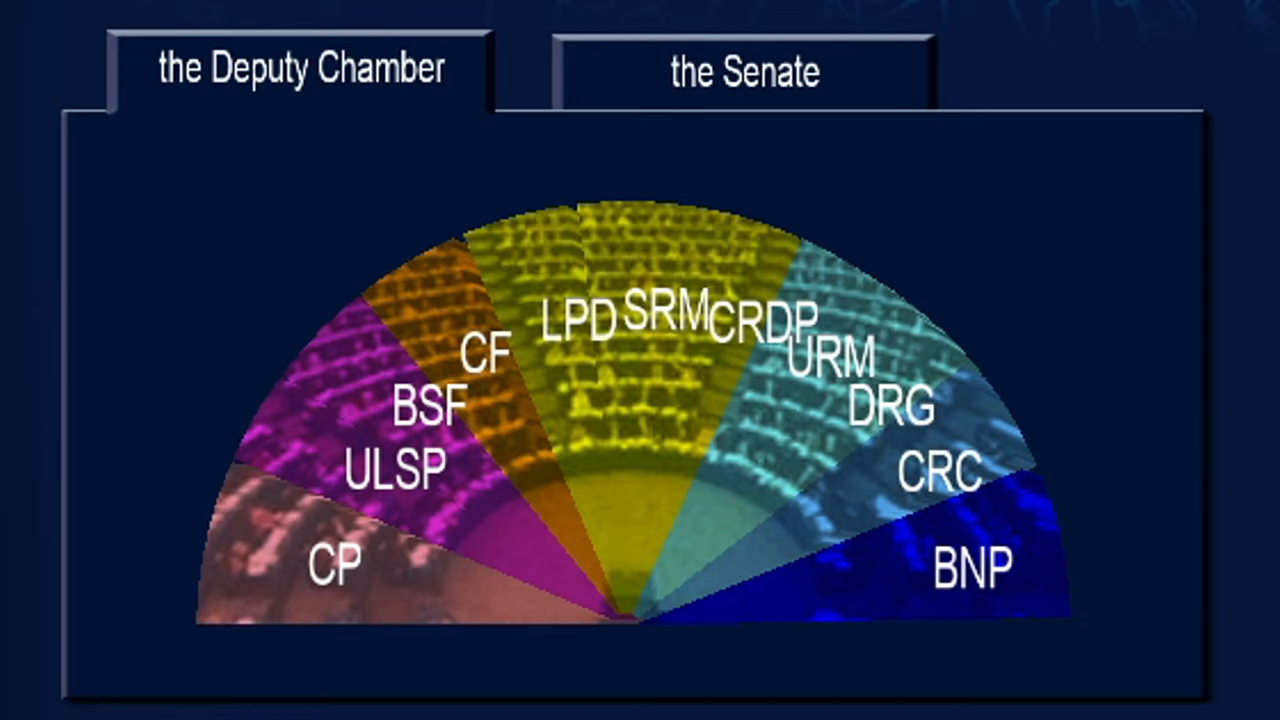 the Deputy Chamber
the Senate
CP
ULSP
BSF
CF
LPD
SRM
CRDP
URM
DRG
CRC
BNP